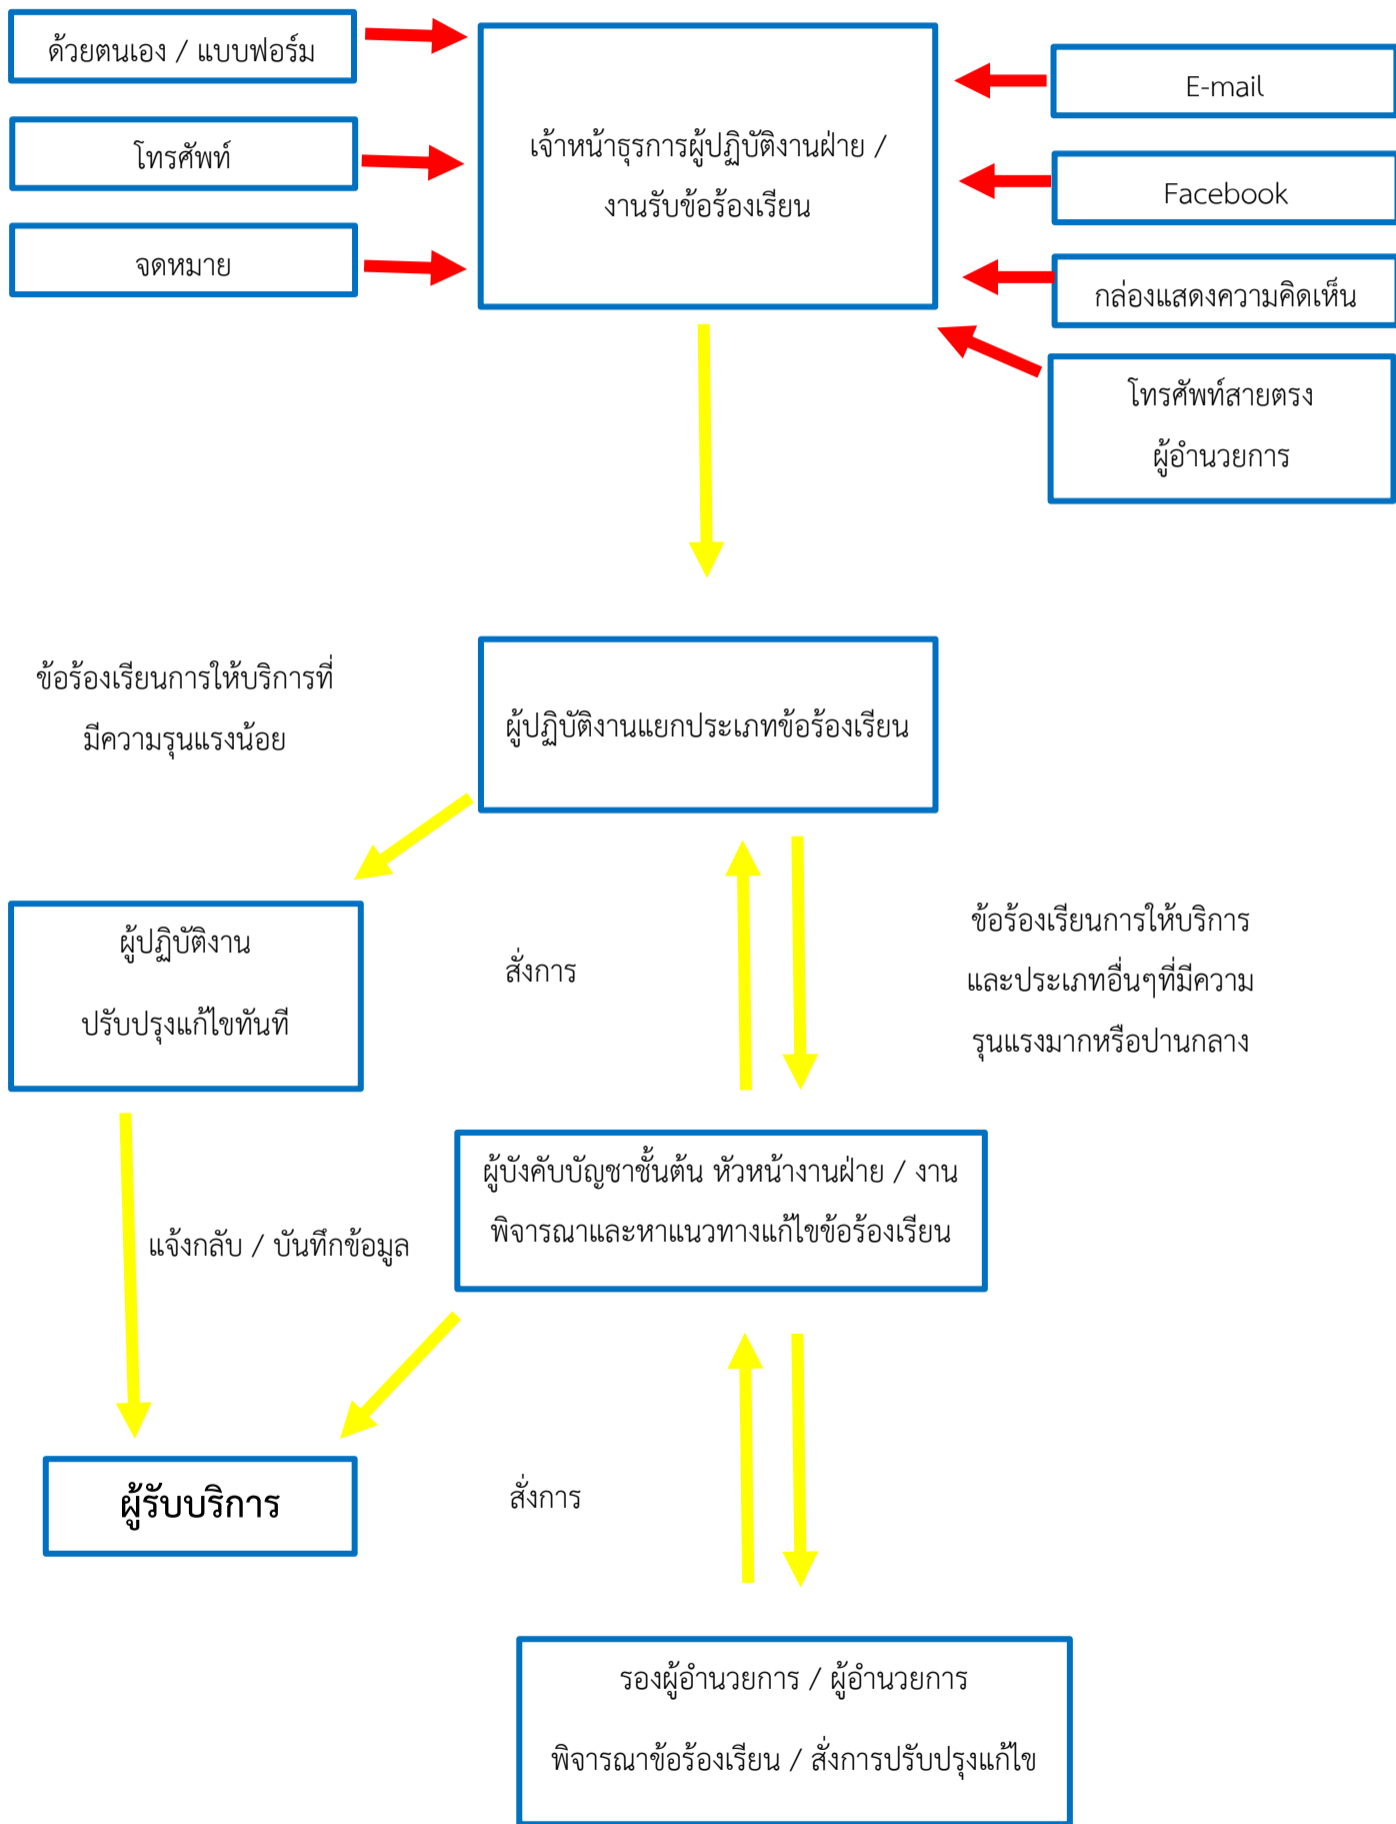 ด้วยตนเอง / แบบฟอร์ม
โทรศัพท์
จดหมาย
เจ้าหน้าธุรการผู้ปฏิบัติงานฝ่าย /
งานรับข้อร้องเรียน
E-mail
Facebook
กล่องแสดงความคิดเห็น
โทรศัพท์สายตรง
ผู้อำนวยการ
ข้อร้องเรียนการให้บริการที่
มีความรุนแรงน้อย
ผู้ปฏิบัติงานแยกประเภทข้อร้องเรียน
ผู้ปฏิบัติงาน
ปรับปรุงแก้ไขทันที
สั่งการ
ข้อร้องเรียนการให้บริการ
และประเภทอื่นๆที่มีความ
รุนแรงมากหรือปานกลาง
แจ้งกลับ / บันทึกข้อมูล
ผู้บังคับบัญชาชั้นต้น หัวหน้างานฝ่าย / งาน
พิจารณาและหาแนวทางแก้ไขข้อร้องเรียน
ผู้รับบริการ
สั่งการ
รองผู้อำนวยการ / ผู้อำนวยการ
พิจารณาข้อร้องเรียน / สั่งการปรับปรุงแก้ไข